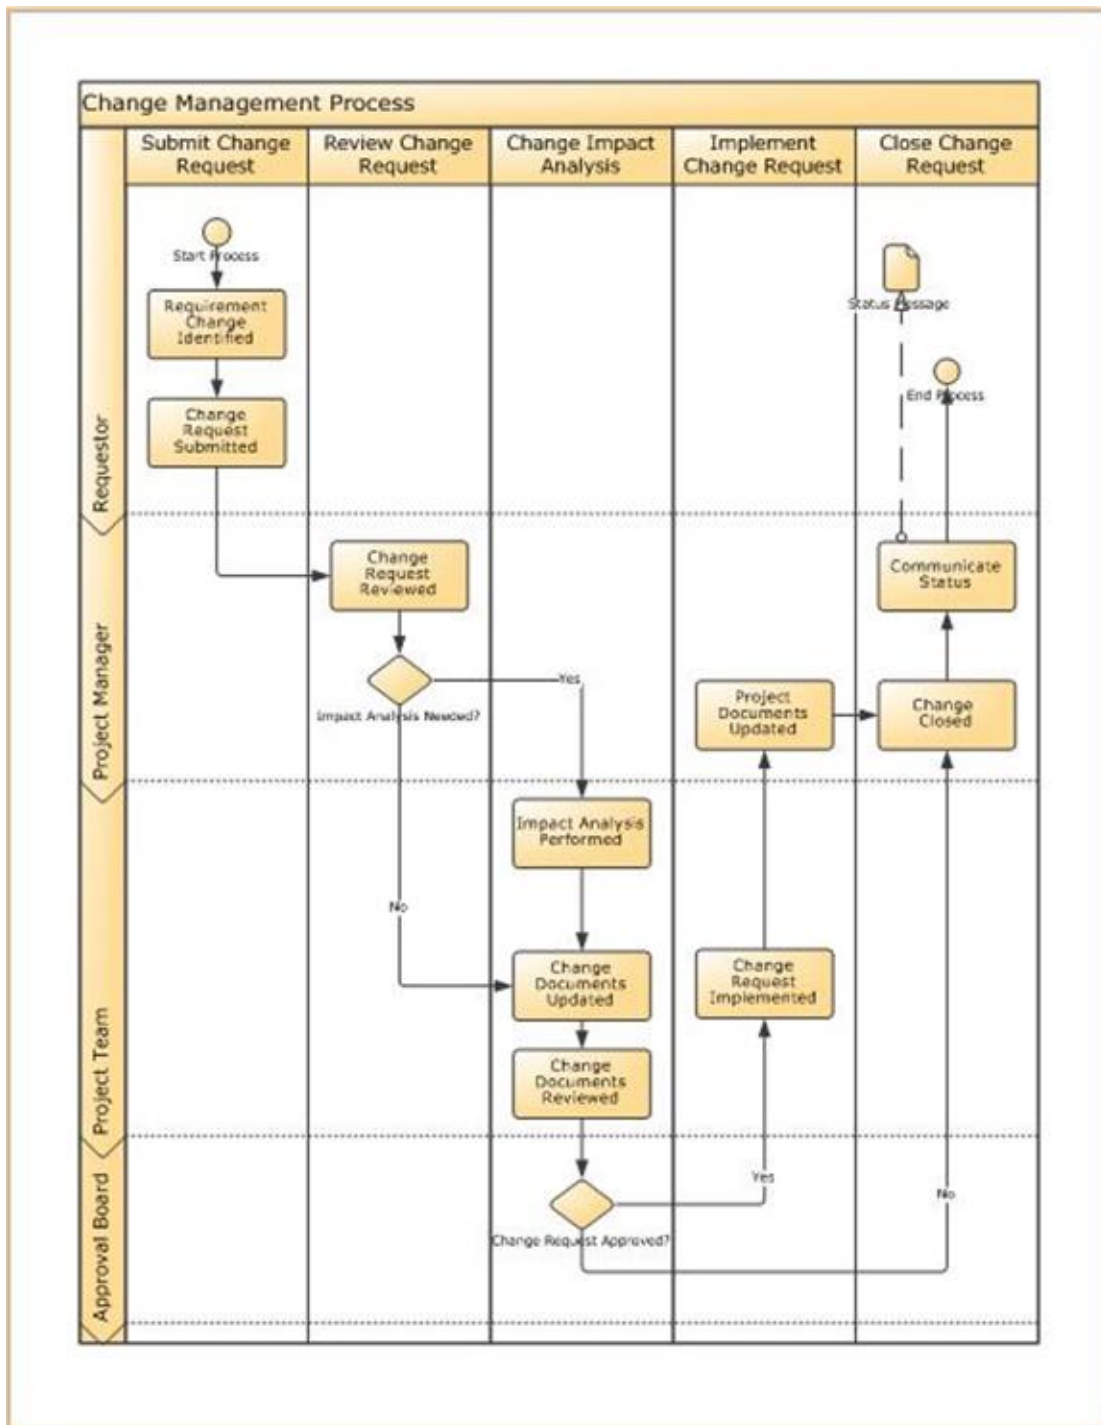 Change Management Process
Submit Change
Request
Review Change
Request
Change Impact
Analysis
Implement
Change Request
Close Change
Request
Requestor
Start Process
Requirement
Change
Identified
Change
Request
Submitted
Status Message
End Process
Project Manager
Change
Request
Reviewed
Impact Analysis Needed?
Yes
No
Project
Documents
Updated
Communicate
Status
Change
Closed
Project Team
Impact Analysis
Performed
Change
Documents
Updated
Change
Documents
Reviewed
Change
Request
Implemented
Approval Board
Change Request Approved?
Yes
No